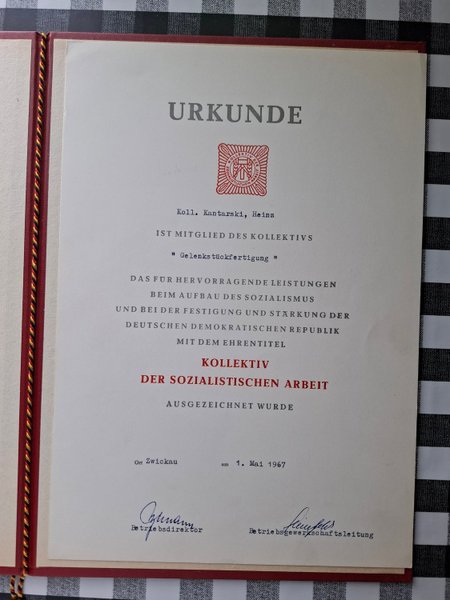 URKUNDE
Koll. Kantarski, Heinz
IST MITGLIED DES KOLLEKTIVS
" Gelenkstückfertigung "
DAS FÜR HERVORRAGENDE LEISTUNGEN
BEIM AUFBAU DES SOZIALISMUS
UND BEI DER FESTIGUNG UND STÄRKUNG DER
DEUTSCHEN DEMOKRATISCHEN REPUBLIK
MIT DEM EHRENTITEL
KOLLEKTIV
DER SOZIALISTISCHEN ARBEIT
AUSGEZEICHNET WURDE
Ort Zwickau am 1. Mai 1967
Betriebsdirektor Betriebsgewerkschaftsleitung